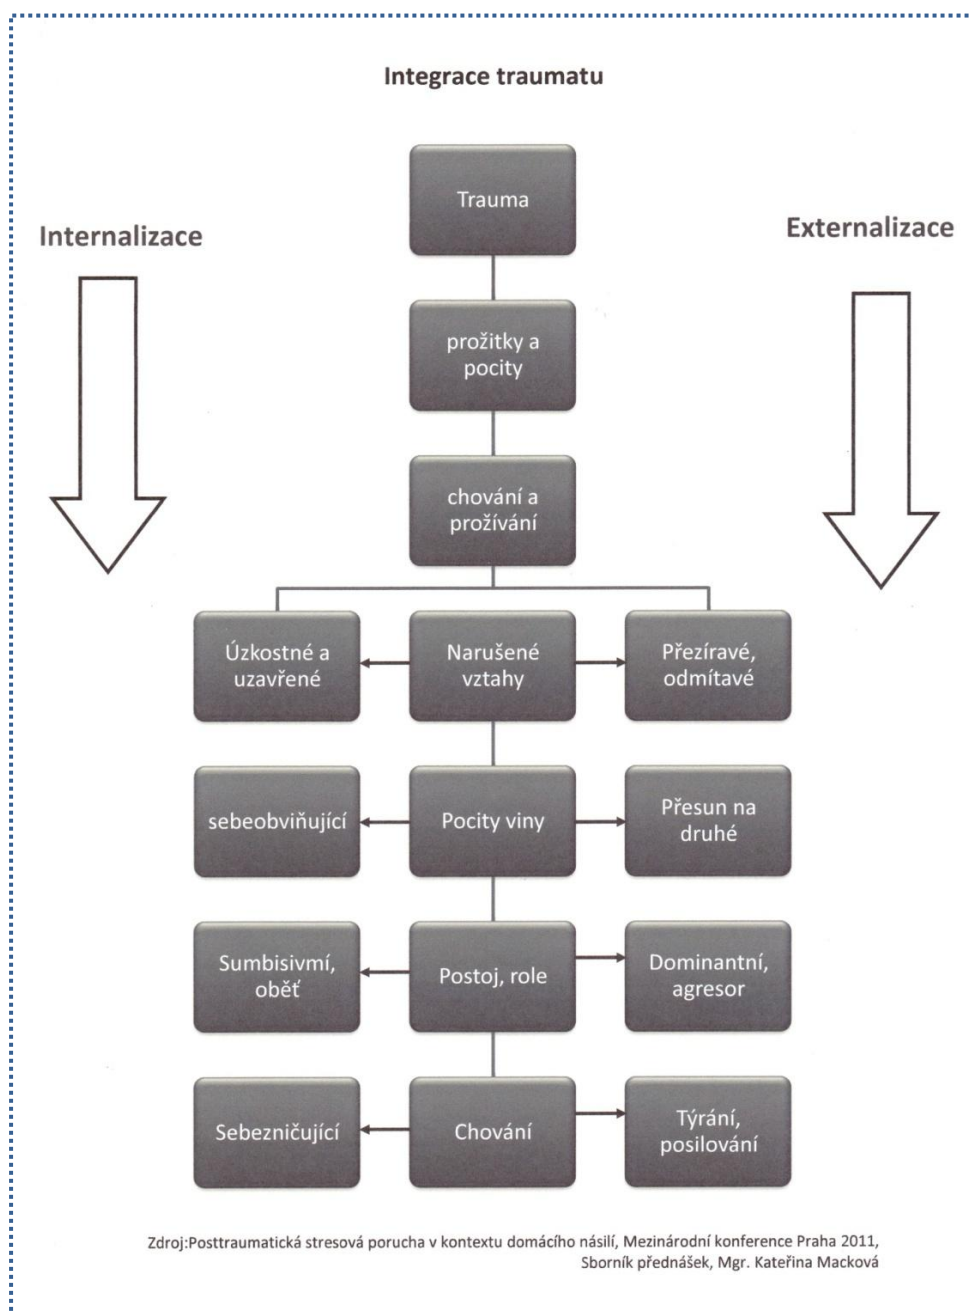 Integrace traumatu
Trauma
Internalizace
Externalizace
prožitky a
pocity
chování a
prožívání
Úzkostné a
uzavřené
Narušené
vztahy
Přezíravé,
odmítavé
sebeobviňující
Pocity viny
Přesun na
druhé
Sumbisivmí,
oběť
Postoj, role
Dominantní,
agresor
Sebezničující
Chování
Týrání,
posilování
Zdroj:Posttraumatická stresová porucha v kontextu domácího násilí, Mezinárodní konference Praha 2011,
Sborník přednášek, Mgr. Kateřina Macková